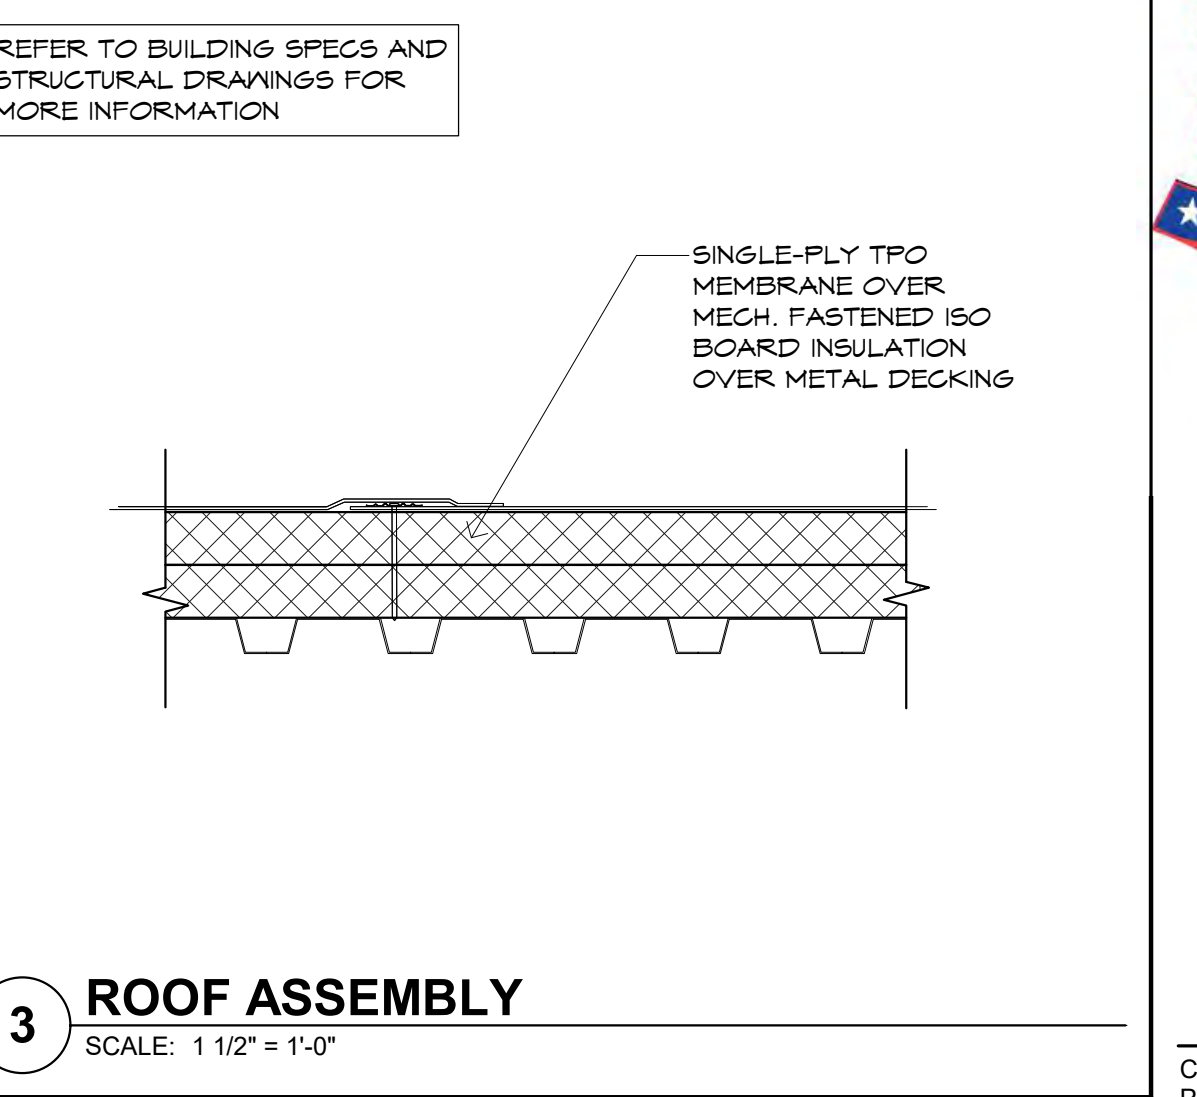 REFER TO BUILDING SPECS AND
STRUCTURAL DRAWINGS FOR
MORE INFORMATION
SINGLE-PLY TPO
MEMBRANE OVER
MECH. FASTENED ISO
BOARD INSULATION
OVER METAL DECKING
3
ROOF ASSEMBLY
SCALE: 1 1/2" = 1'-0"